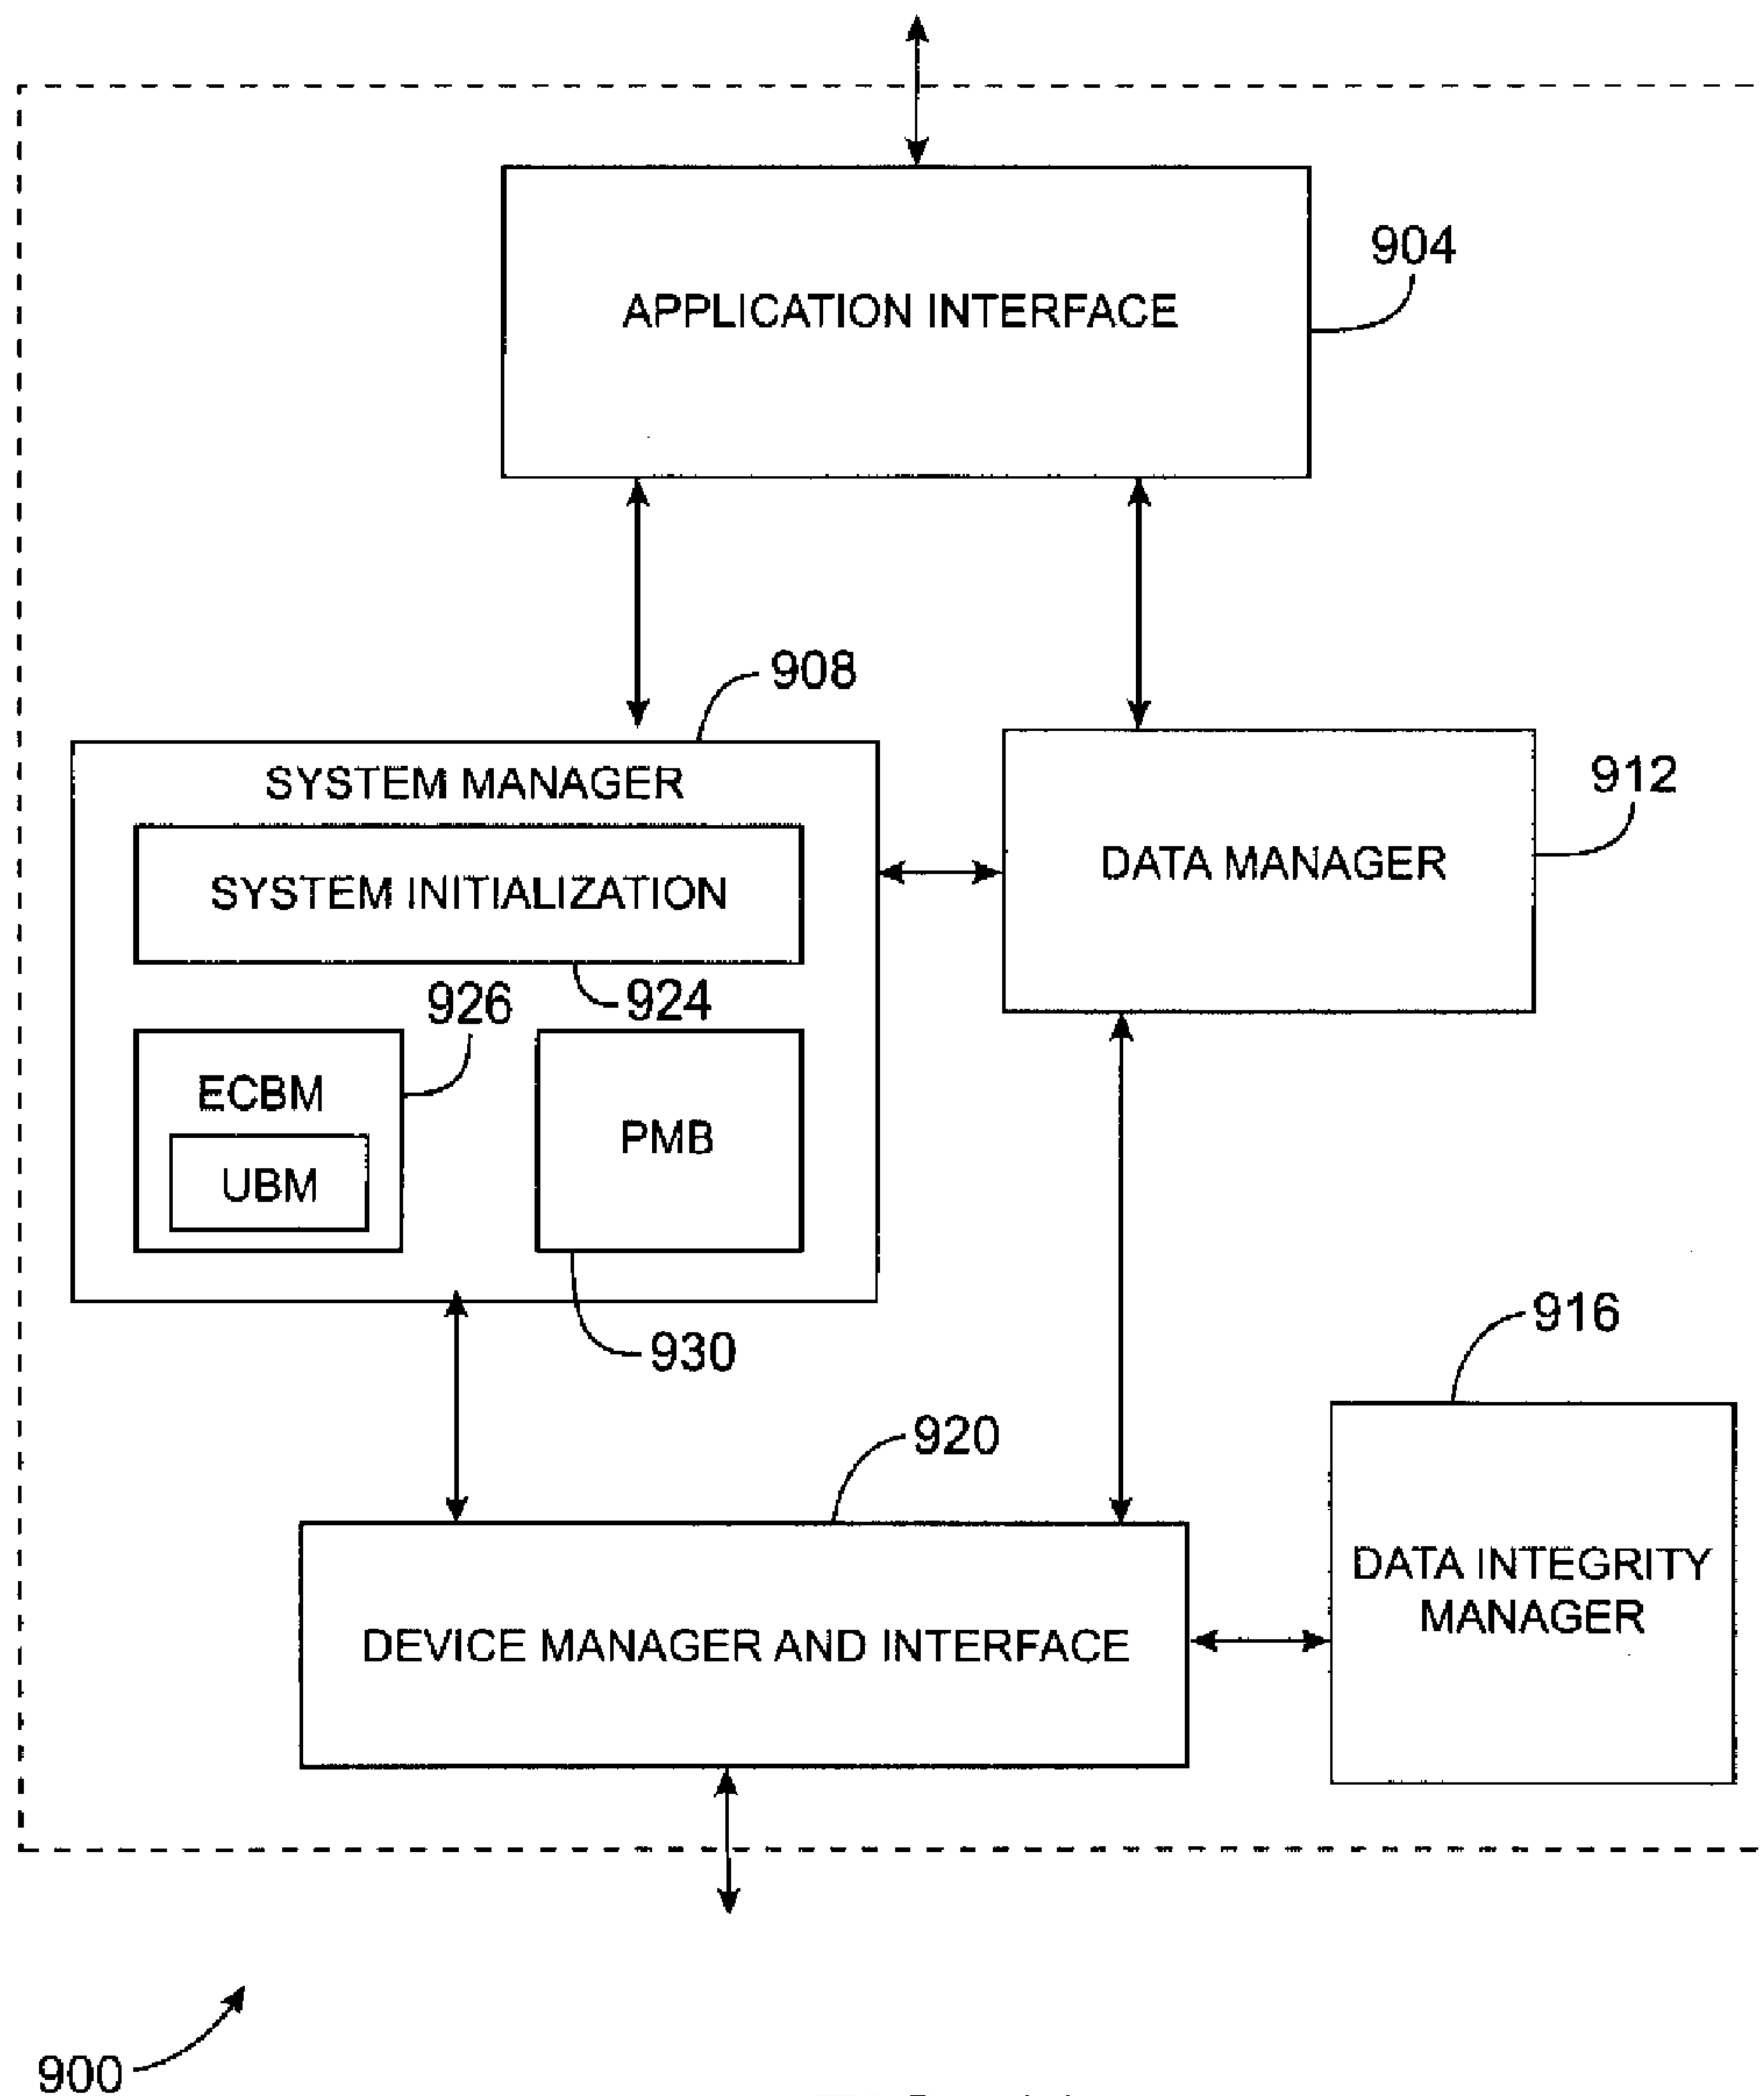 904
APPLICATION INTERFACE
908
SYSTEM MANAGER
912
DATA MANAGER
SYSTEM INITIALIZATION
926
924
ECBM
PMB
UBM
916
930
920
DATA INTEGRITY
MANAGER
DEVICE MANAGER AND INTERFACE
900